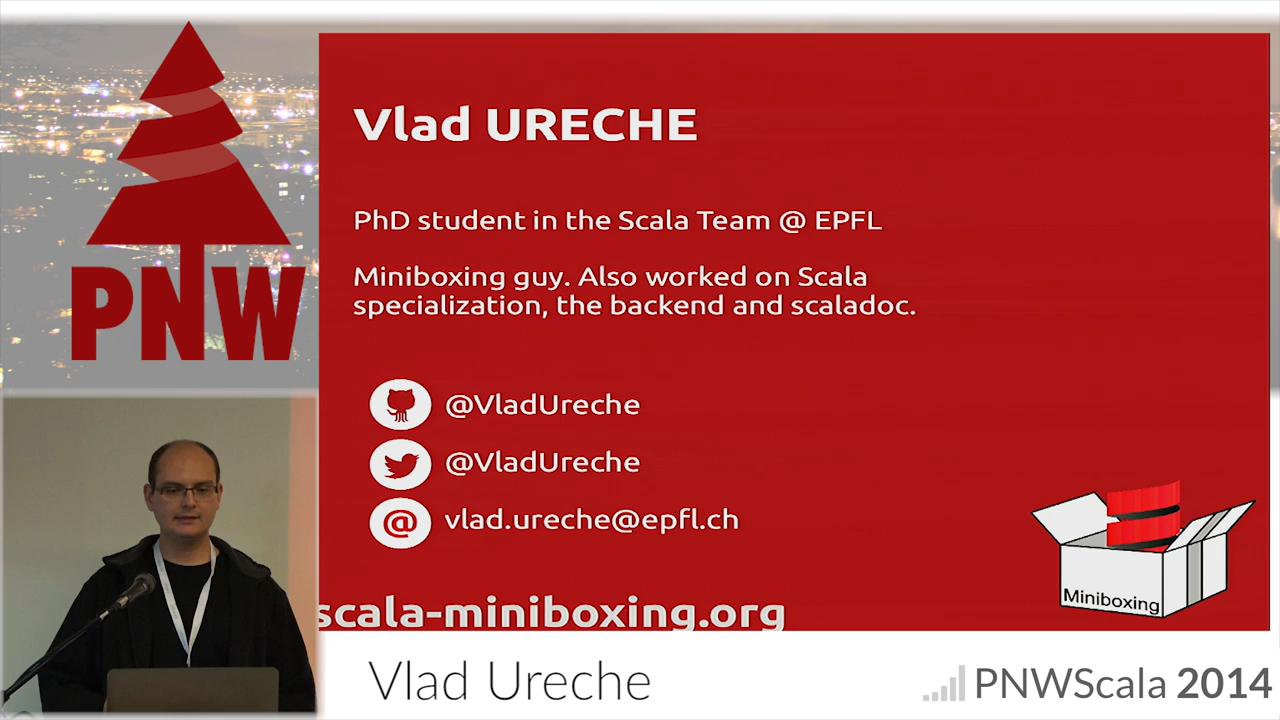 PNW
Vlad URECHE
PhD student in the Scala Team @ EPFL
Miniboxing guy. Also worked on Scala
specialization, the backend and scaladoc.
@VladUreche
@VladUreche
@ vlad.ureche@epfl.ch
Miniboxing
scala-miniboxing.org
Vlad Ureche
PNWScala 2014